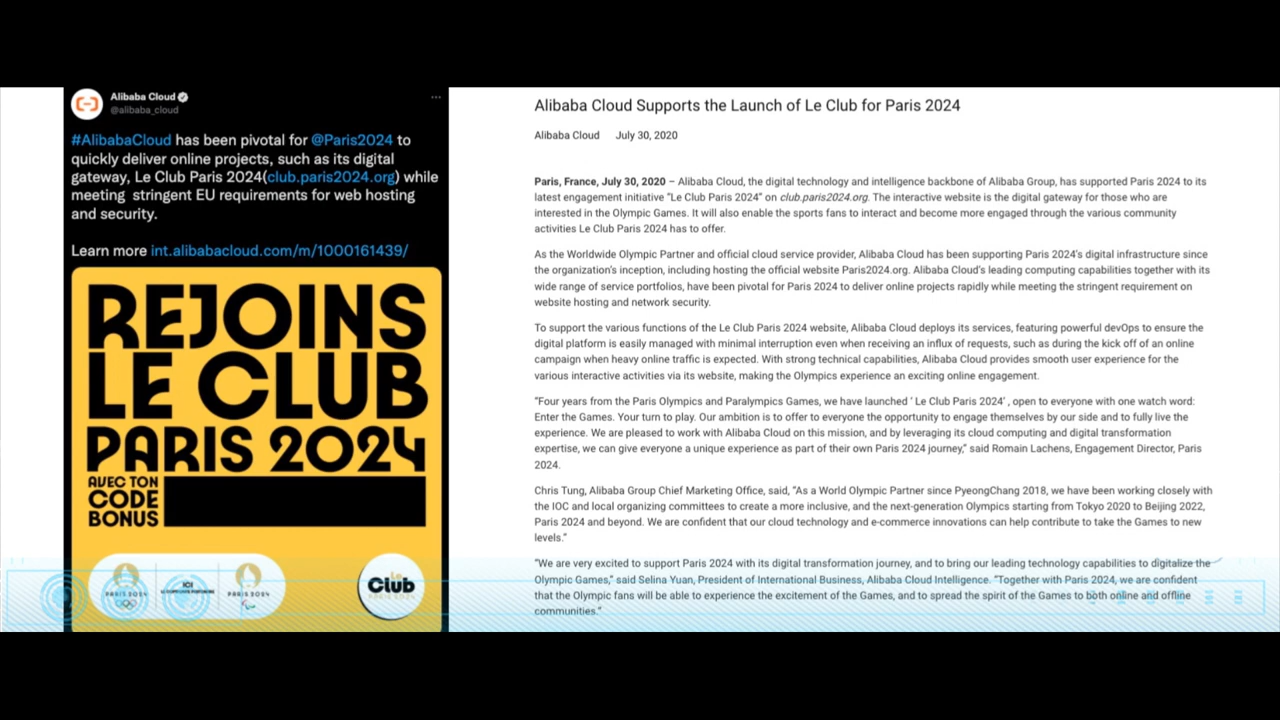 Alibaba Cloud
@alibaba_cloud
#AlibabaCloud has been pivotal for @Paris2024 to
quickly deliver online projects, such as its digital
gateway, Le Club Paris 2024(club.paris2024.org) while
meeting stringent EU requirements for web hosting
and security.
Learn more int.alibabacloud.com/m/1000161439/
REJOINS
LE CLUB
PARIS 2024
AVEC TON
CODE
BONUS
PARIS 2024
ICI
PARIS 2024
Club
Alibaba Cloud Supports the Launch of Le Club for Paris 2024
Alibaba Cloud July 30, 2020
Paris, France, July 30, 2020 – Alibaba Cloud, the digital technology and intelligence backbone of Alibaba Group, has supported Paris 2024 to its
latest engagement initiative “Le Club Paris 2024” on club.paris2024.org. The interactive website is the digital gateway for those who are
interested in the Olympic Games. It will also enable the sports fans to interact and become more engaged through the various community
activities Le Club Paris 2024 has to offer.
As the Worldwide Olympic Partner and official cloud service provider, Alibaba Cloud has been supporting Paris 2024’s digital infrastructure since
the organization’s inception, including hosting the official website Paris2024.org. Alibaba Cloud’s leading computing capabilities together with its
wide range of service portfolios, have been pivotal for Paris 2024 to deliver online projects rapidly while meeting the stringent requirement on
website hosting and network security.
To support the various functions of the Le Club Paris 2024 website, Alibaba Cloud deploys its services, featuring powerful devOps to ensure the
digital platform is easily managed with minimal interruption even when receiving an influx of requests, such as during the kick off of an online
campaign when heavy online traffic is expected. With strong technical capabilities, Alibaba Cloud provides smooth user experience for the
various interactive activities via its website, making the Olympics experience an exciting online engagement.
“Four years from the Paris Olympics and Paralympics Games, we have launched ‘ Le Club Paris 2024’ , open to everyone with one watch word:
Enter the Games. Your turn to play. Our ambition is to offer to everyone the opportunity to engage themselves by our side and to fully live the
experience. We are pleased to work with Alibaba Cloud on this mission, and by leveraging its cloud computing and digital transformation
expertise, we can give everyone a unique experience as part of their own Paris 2024 journey,” said Romain Lachens, Engagement Director, Paris
2024.
Chris Tung, Alibaba Group Chief Marketing Office, said, “As a World Olympic Partner since PyeongChang 2018, we have been working closely with
the IOC and local organizing committees to create a more inclusive, and the next-generation Olympics starting from Tokyo 2020 to Beijing 2022,
Paris 2024 and beyond. We are confident that our cloud technology and e-commerce innovations can help contribute to take the Games to new
levels.”
“We are very excited to support Paris 2024 with its digital transformation journey, and to bring our leading technology capabilities to digitalize the
Olympic Games,” said Selina Yuan, President of International Business, Alibaba Cloud Intelligence. “Together with Paris 2024, we are confident
that the Olympic fans will be able to experience the excitement of the Games, and to spread the spirit of the Games to both online and offline
communities.”